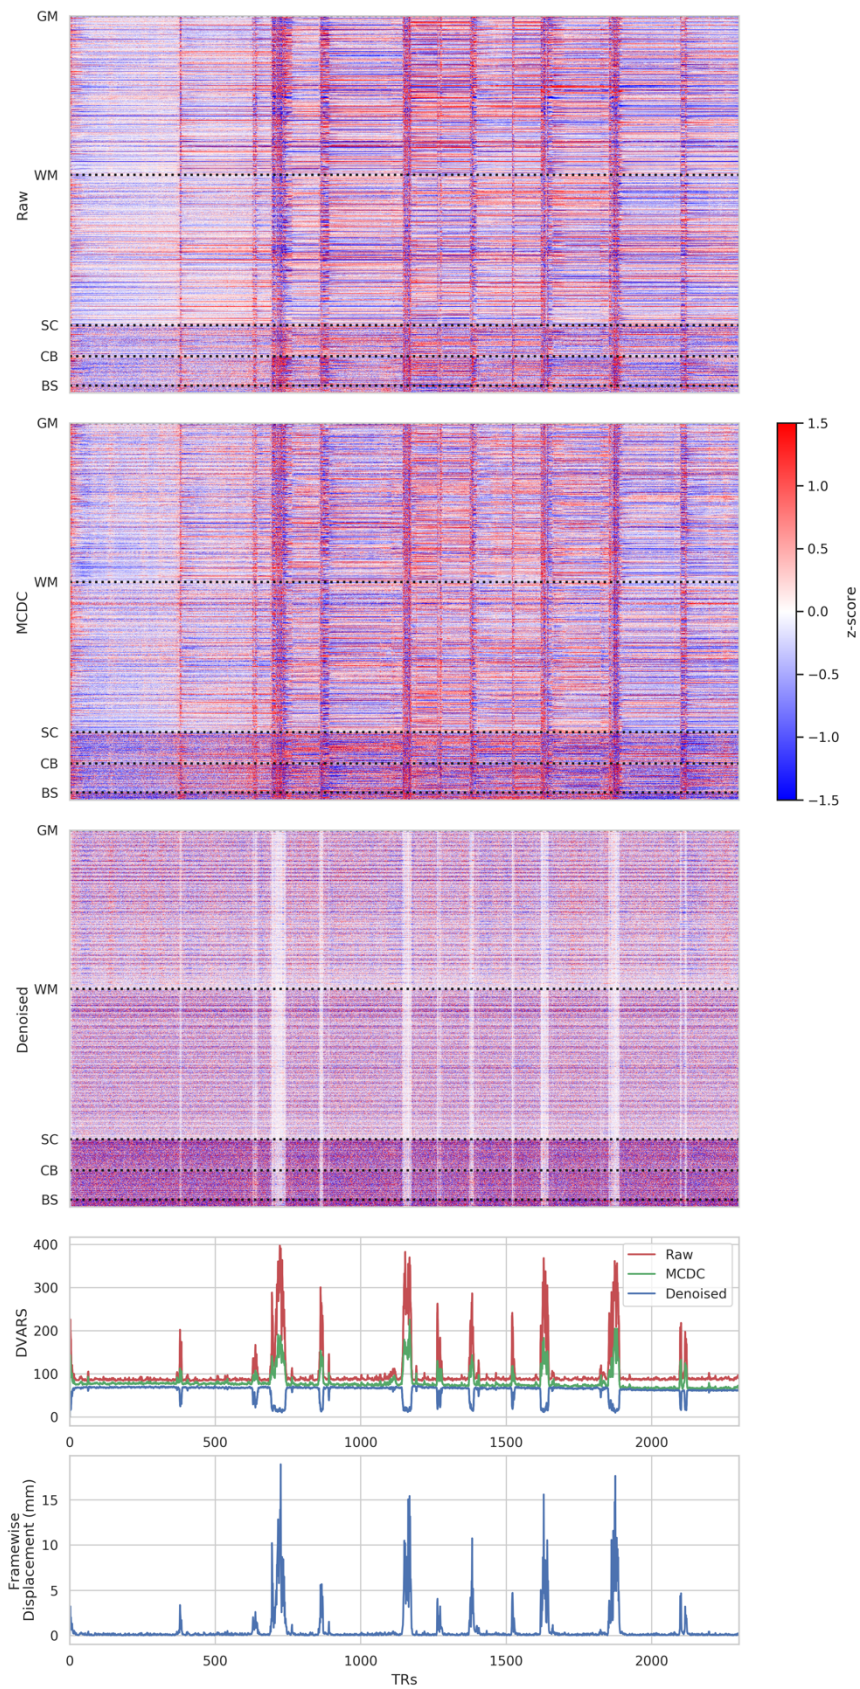 GM
WM
Raw
SC
CB
BS
GM
WM
MCDC
SC
CB
BS
1.5
1.0
0.5
0.0
−0.5
−1.0
−1.5
z-score
GM
WM
Denoised
SC
CB
BS
400
300
200
100
0
DVARS
Raw
MCDC
Denoised
0 500 1000 1500 2000
15
10
5
0
Framewise
Displacement (mm)
0 500 1000 1500 2000
TRs